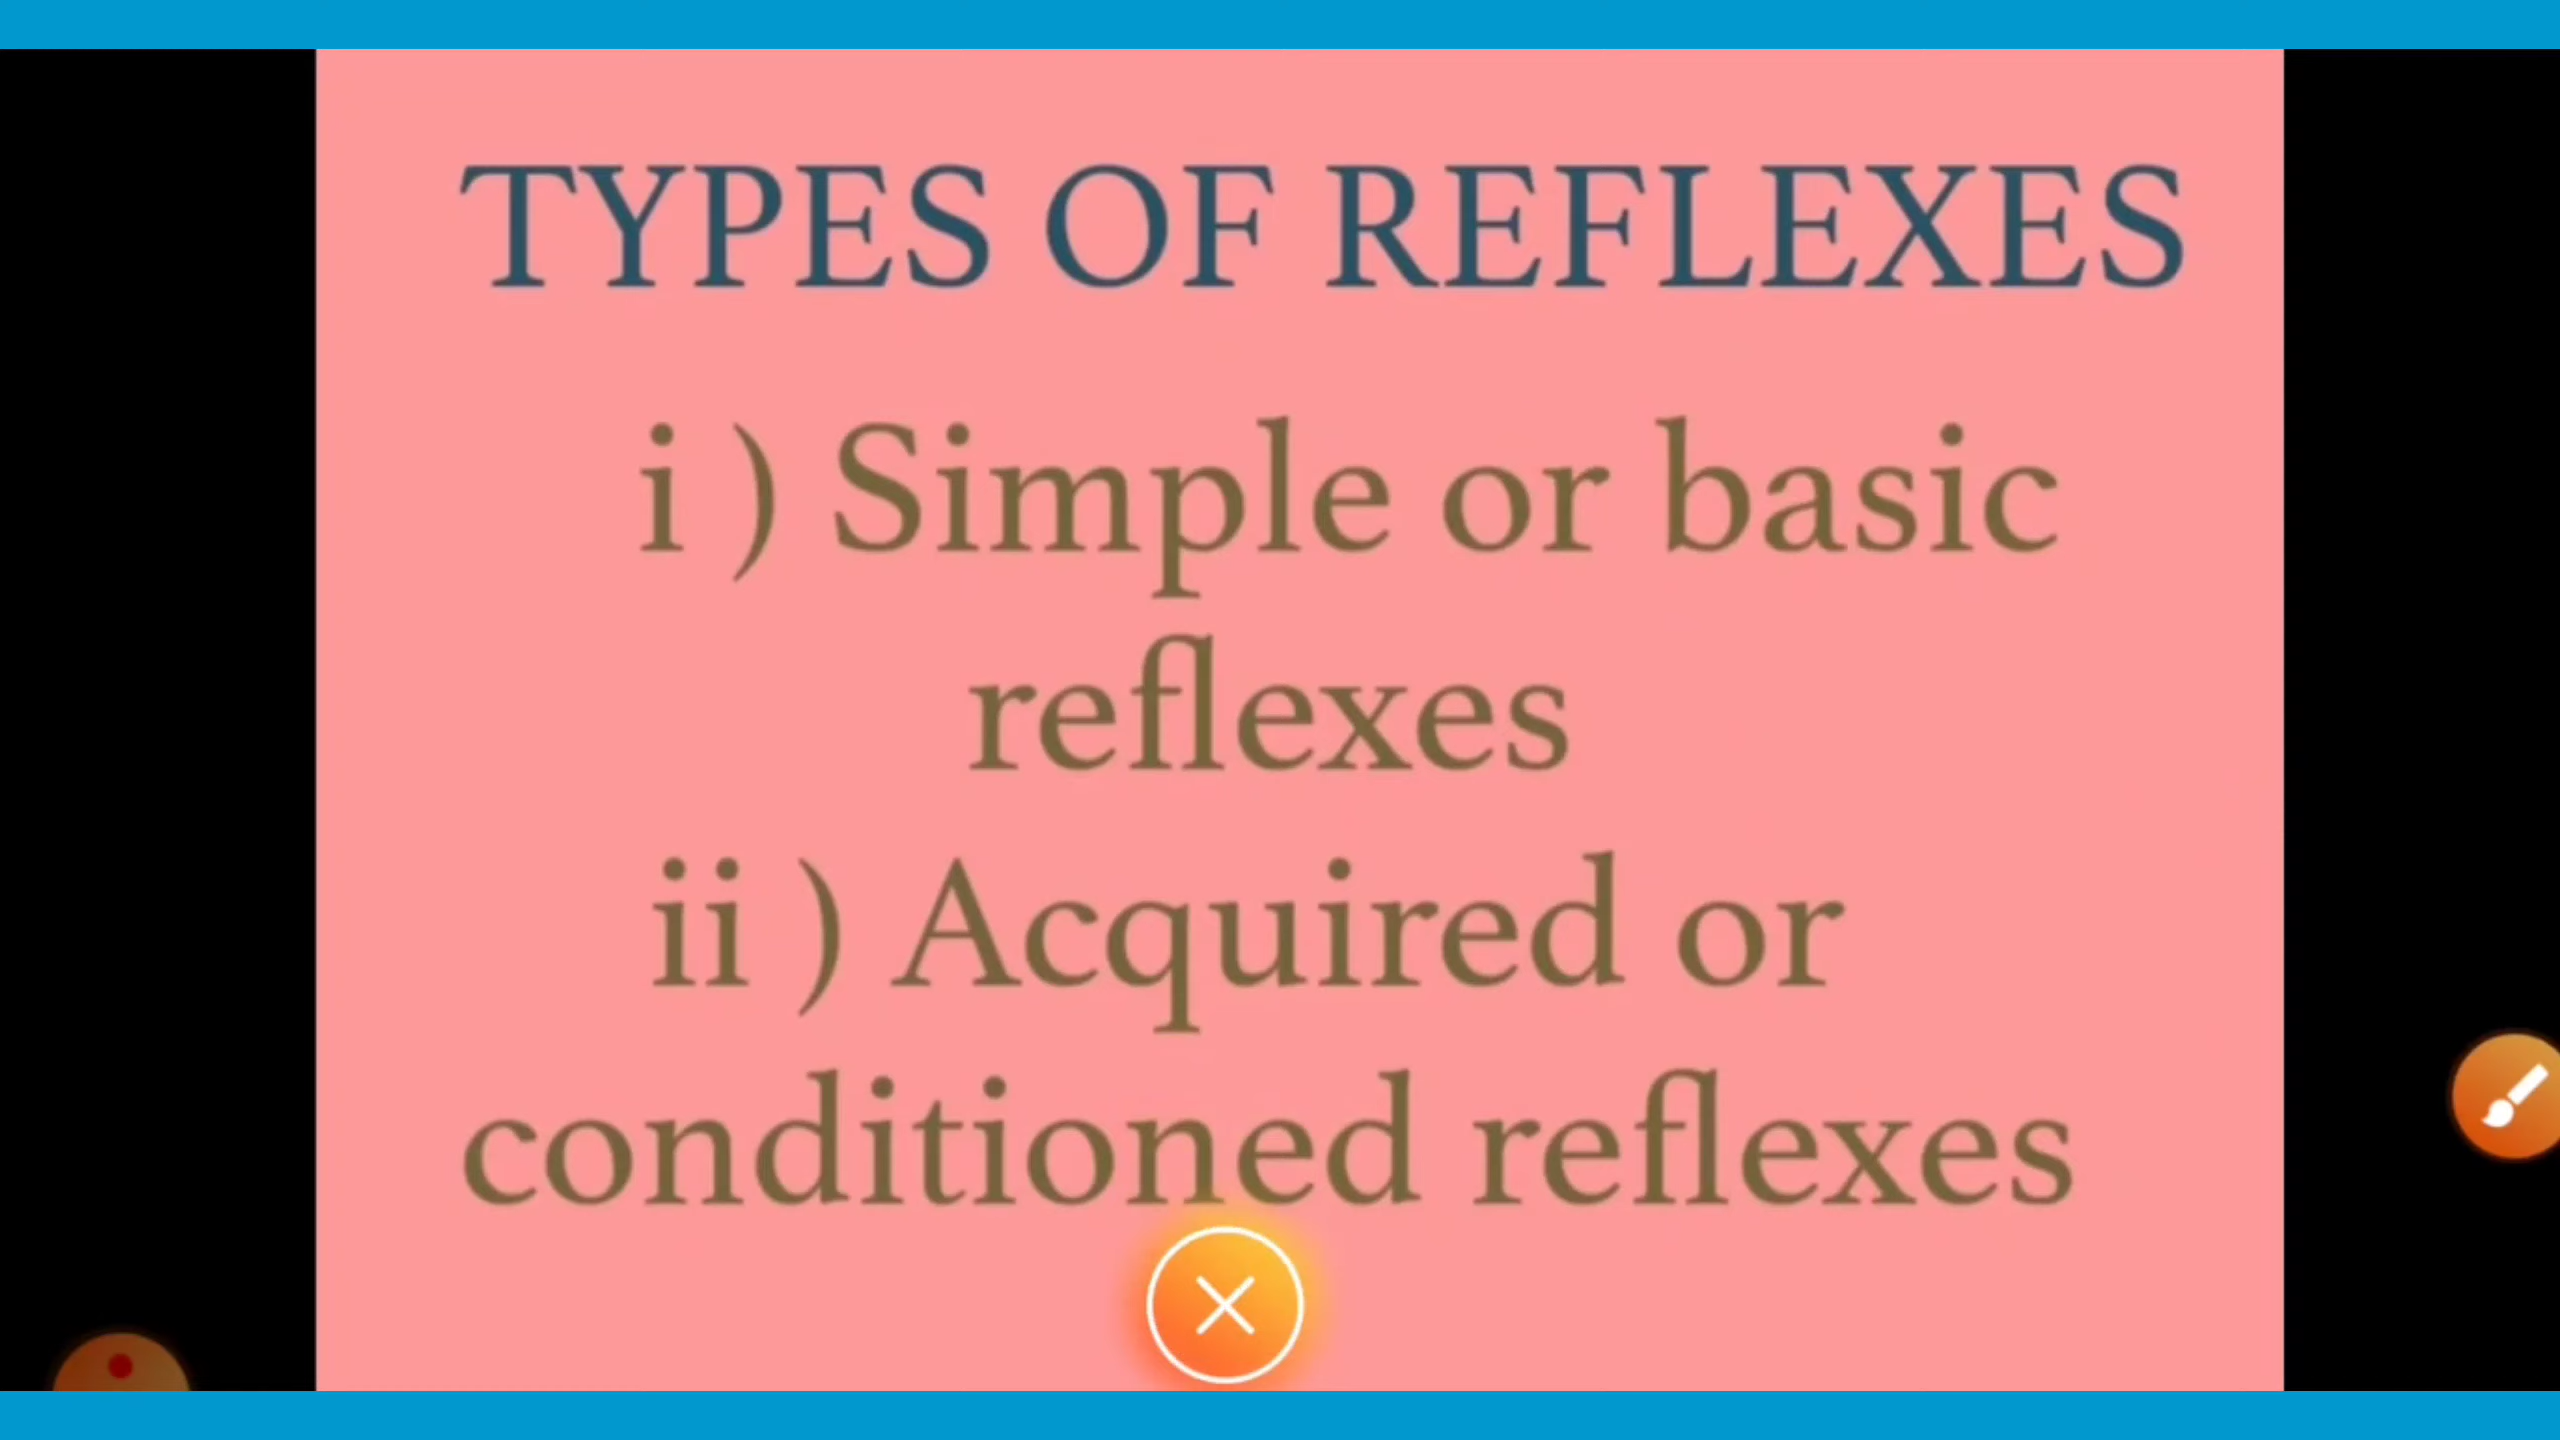 TYPES OF REFLEXES
i ) Simple or basic
reflexes
ii ) Acquired or
conditioned reflexes